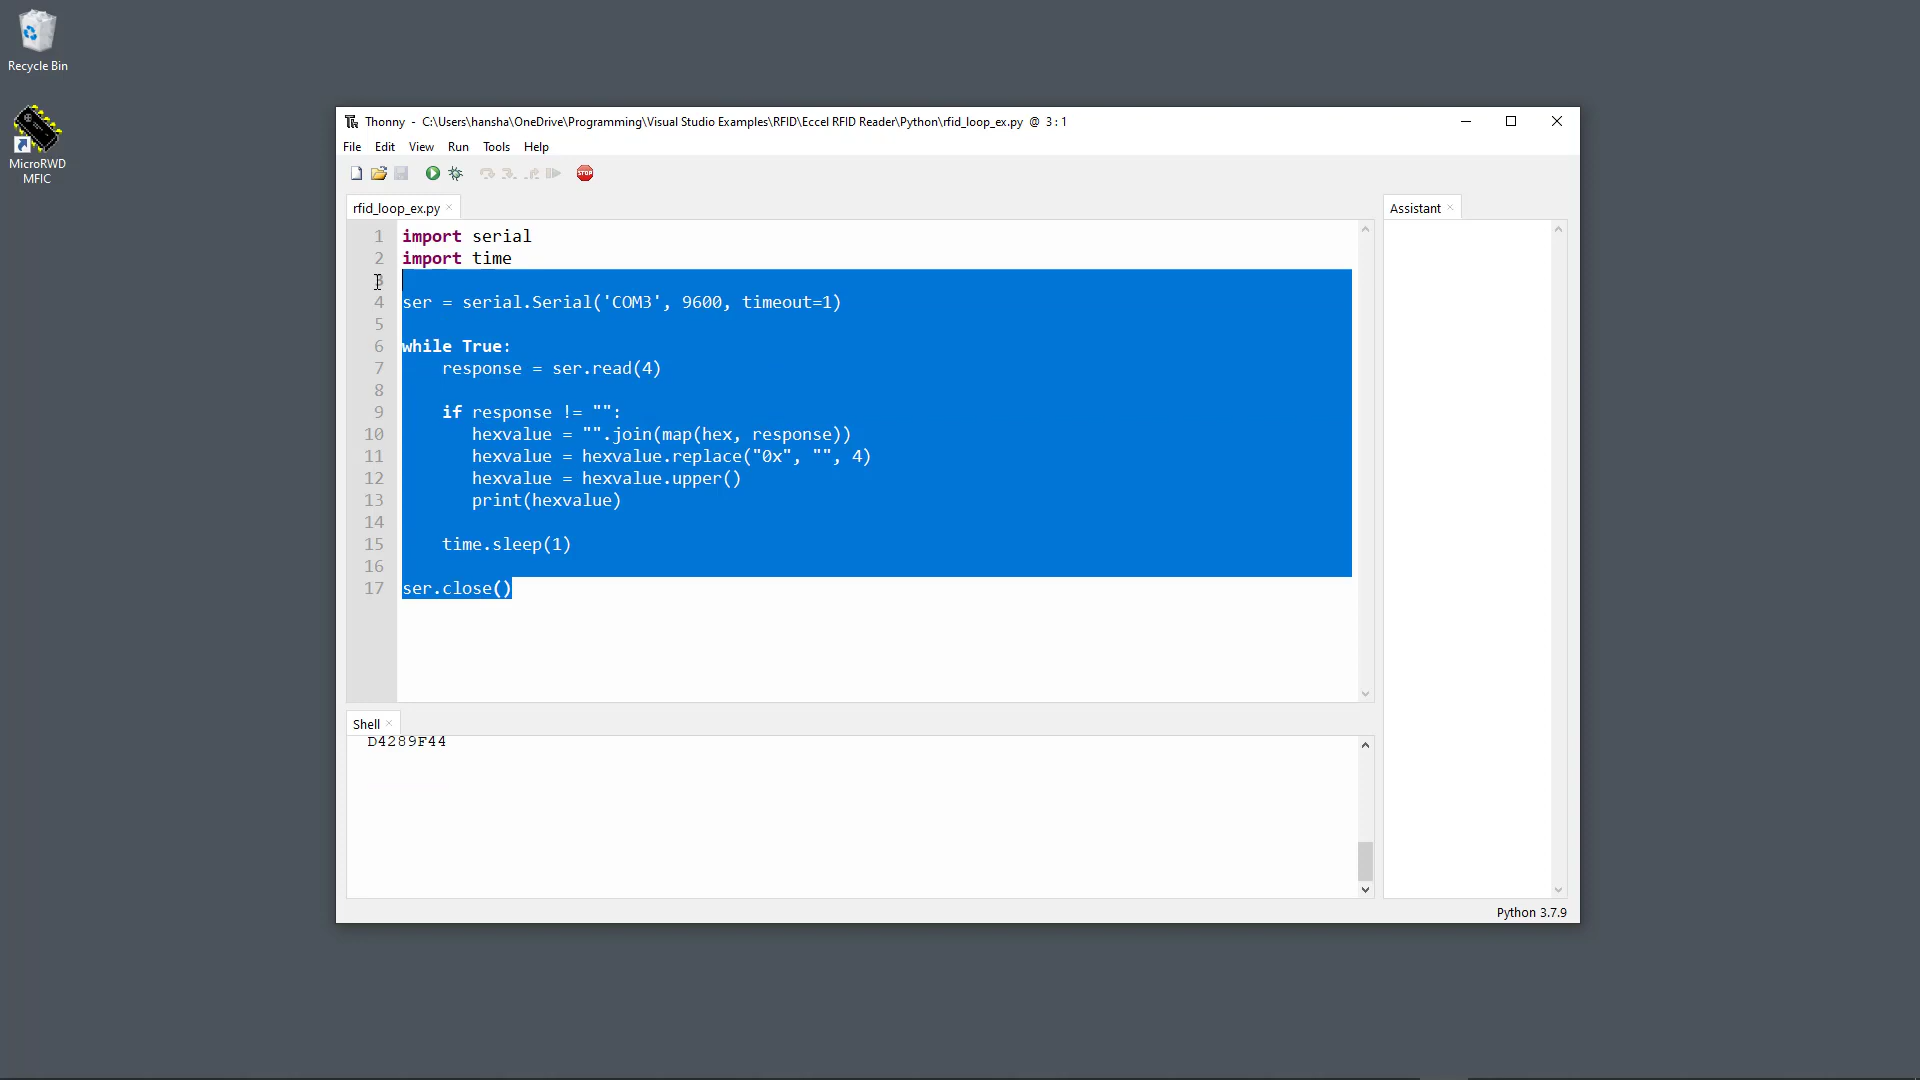 Recycle Bin
MicroRWD
MFIC
Thonny - C:\Users\hansha\OneDrive\Programming\Visual Studio Examples\RFID\Eccel RFID Reader\Python\rfid_loop_ex.py @ 3:1
File Edit View Run Tools Help
STOP
rfid_loop_ex.py
Assistant
1 import serial
2 import time
3
4 ser = serial.Serial('COM3', 9600, timeout=1)
5
6 while True:
7     response = ser.read(4)
8
9     if response != "":
10        hexvalue = "".join(map(hex, response))
11        hexvalue = hexvalue.replace("0x", "", 4)
12        hexvalue = hexvalue.upper()
13        print(hexvalue)
14
15    time.sleep(1)
16
17 ser.close()
Shell
D4289F44
Python 3.7.9